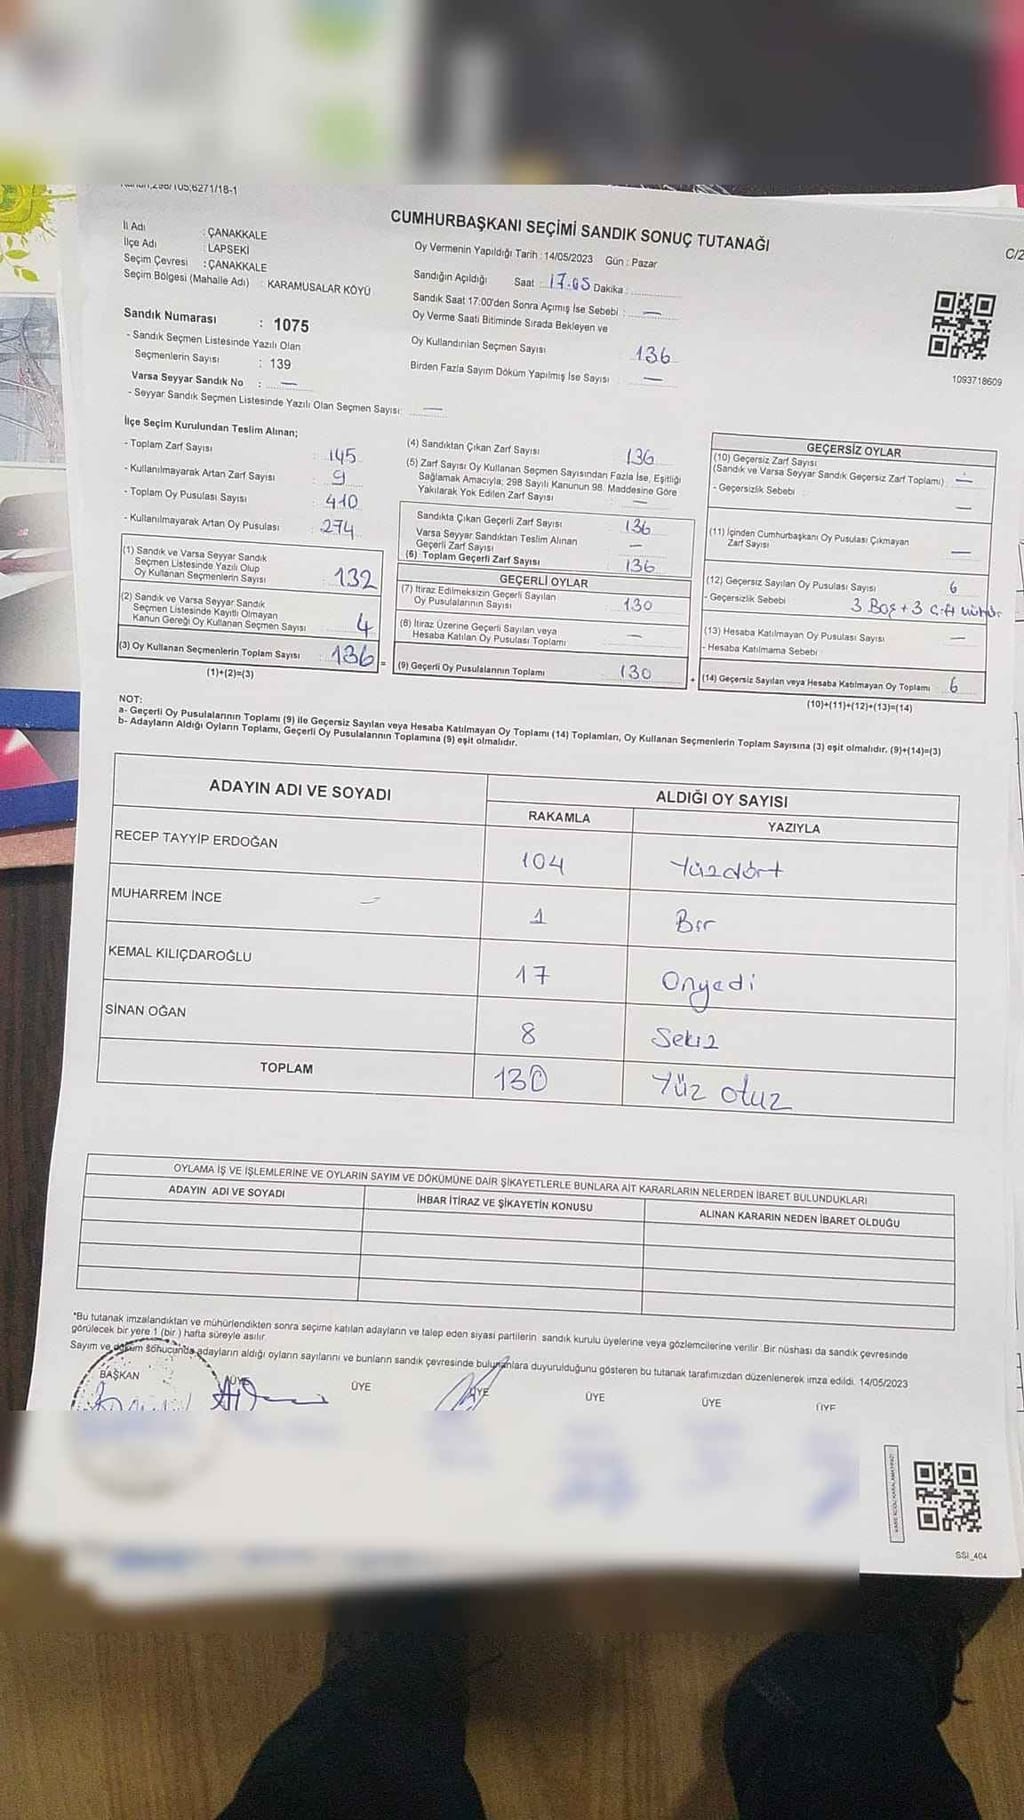 CUMHURBAŞKANI SEÇİMİ SANDIK SONUÇ TUTANAĞI
C/2
İl Adı : ÇANAKKALE
İlçe Adı : LAPSEKİ
Seçim Çevresi : ÇANAKKALE
Seçim Bölgesi (Mahalle Adı) : KARAMUSALAR KÖYÜ
Oy Vermenin Yapıldığı Tarih : 14/05/2023 Gün : Pazar
Sandığın Açıldığı Saat : 17.05 Dakika :
Sandık Saat 17:00'den Sonra Açımış İse Sebebi : —
Oy Verme Saati Bitiminde Sırada Bekleyen ve
Oy Kullandırılan Seçmen Sayısı 136
Birden Fazla Sayım Döküm Yapılmış İse Sayısı : —
1093718609
Sandık Numarası : 1075
- Sandık Seçmen Listesinde Yazılı Olan
Seçmenlerin Sayısı : 139
Varsa Seyyar Sandık No : —
- Seyyar Sandık Seçmen Listesinde Yazılı Olan Seçmen Sayısı: —
İlçe Seçim Kurulundan Teslim Alınan;
- Toplam Zarf Sayısı : 145
- Kullanılmayarak Artan Zarf Sayısı : 9
- Toplam Oy Pusulası Sayısı : 410
- Kullanılmayarak Artan Oy Pusulası : 274
(1) Sandık ve Varsa Seyyar Sandık
Seçmen Listesinde Yazılı Olup
Oy Kullanan Seçmenlerin Sayısı : 132
(2) Sandık ve Varsa Seyyar Sandık
Seçmen Listesinde Kayıtlı Olmayan
Kanun Gereği Oy Kullanan Seçmen Sayısı : 4
(3) Oy Kullanan Seçmenlerin Toplam Sayısı : 136 =
(1)+(2)=(3)
(4) Sandıktan Çıkan Zarf Sayısı : 136
(5) Zarf Sayısı Oy Kullanan Seçmen Sayısından Fazla İse, Eşitliği
Sağlamak Amacıyla; 298 Sayılı Kanunun 98. Maddesine Göre
Yakılarak Yok Edilen Zarf Sayısı : —
Sandıkta Çıkan Geçerli Zarf Sayısı : 136
Varsa Seyyar Sandıktan Teslim Alınan
Geçerli Zarf Sayısı : —
(6) Toplam Geçerli Zarf Sayısı : 136
GEÇERLİ OYLAR
(7) İtiraz Edilmeksizin Geçerli Sayılan
Oy Pusulalarının Sayısı : 130
(8) İtiraz Üzerine Geçerli Sayılan veya
Hesaba Katılan Oy Pusulası Toplamı : —
(9) Geçerli Oy Pusulalarının Toplamı : 130 +
GEÇERSİZ OYLAR
(10) Geçersiz Zarf Sayısı
(Sandık ve Varsa Seyyar Sandık Geçersiz Zarf Toplamı) : —
- Geçersizlik Sebebi : —
(11) İçinden Cumhurbaşkanı Oy Pusulası Çıkmayan
Zarf Sayısı : —
(12) Geçersiz Sayılan Oy Pusulası Sayısı : 6
- Geçersizlik Sebebi : 3 Boş + 3 Çift
(13) Hesaba Katılmayan Oy Pusulası Sayısı : —
- Hesaba Katılmama Sebebi :
(14) Geçersiz Sayılan veya Hesaba Katılmayan Oy Toplamı : 6
(10)+(11)+(12)+(13)=(14)
NOT:
a- Geçerli Oy Pusulalarının Toplamı (9) ile Geçersiz Sayılan veya Hesaba Katılmayan Oy Toplamı (14) Toplamları, Oy Kullanan Seçmenlerin Toplam Sayısına (3) eşit olmalıdır. (9)+(14)=(3)
b- Adayların Aldığı Oyların Toplamı, Geçerli Oy Pusulalarının Toplamına (9) eşit olmalıdır.
ADAYIN ADI VE SOYADI ALDIĞI OY SAYISI
RAKAMLA YAZIYLA
RECEP TAYYİP ERDOĞAN 104 Yüzdört
MUHARREM İNCE 1 Bir
KEMAL KILIÇDAROĞLU 17 Onyedi
SİNAN OĞAN 8 Sekiz
TOPLAM 130 Yüz otuz
OYLAMA İŞ VE İŞLEMLERİNE VE OYLARIN SAYIM VE DÖKÜMÜNE DAİR ŞİKAYETLERLE BUNLARA AİT KARARLARIN NELERDEN İBARET BULUNDUKLARI
ADAYIN ADI VE SOYADI İHBAR İTİRAZ VE ŞİKAYETİN KONUSU ALINAN KARARIN NEDEN İBARET OLDUĞU
*Bu tutanak imzalandıktan ve mühürlendikten sonra seçime katılan adayların ve talep eden siyasi partilerin sandık kurulu üyelerine veya gözlemcilerine verilir. Bir nüshası da sandık çevresinde
görülecek bir yere 1 (bir) hafta süreyle asılır.
Sayım ve döküm sonucunda adayların aldığı oyların sayılarını ve bunların sandık çevresinde bulunanlara duyurulduğunu gösteren bu tutanak tarafımızdan düzenlenerek imza edildi. 14/05/2023
BAŞKAN ÜYE ÜYE ÜYE ÜYE ÜYE ÜYE
SSI_404